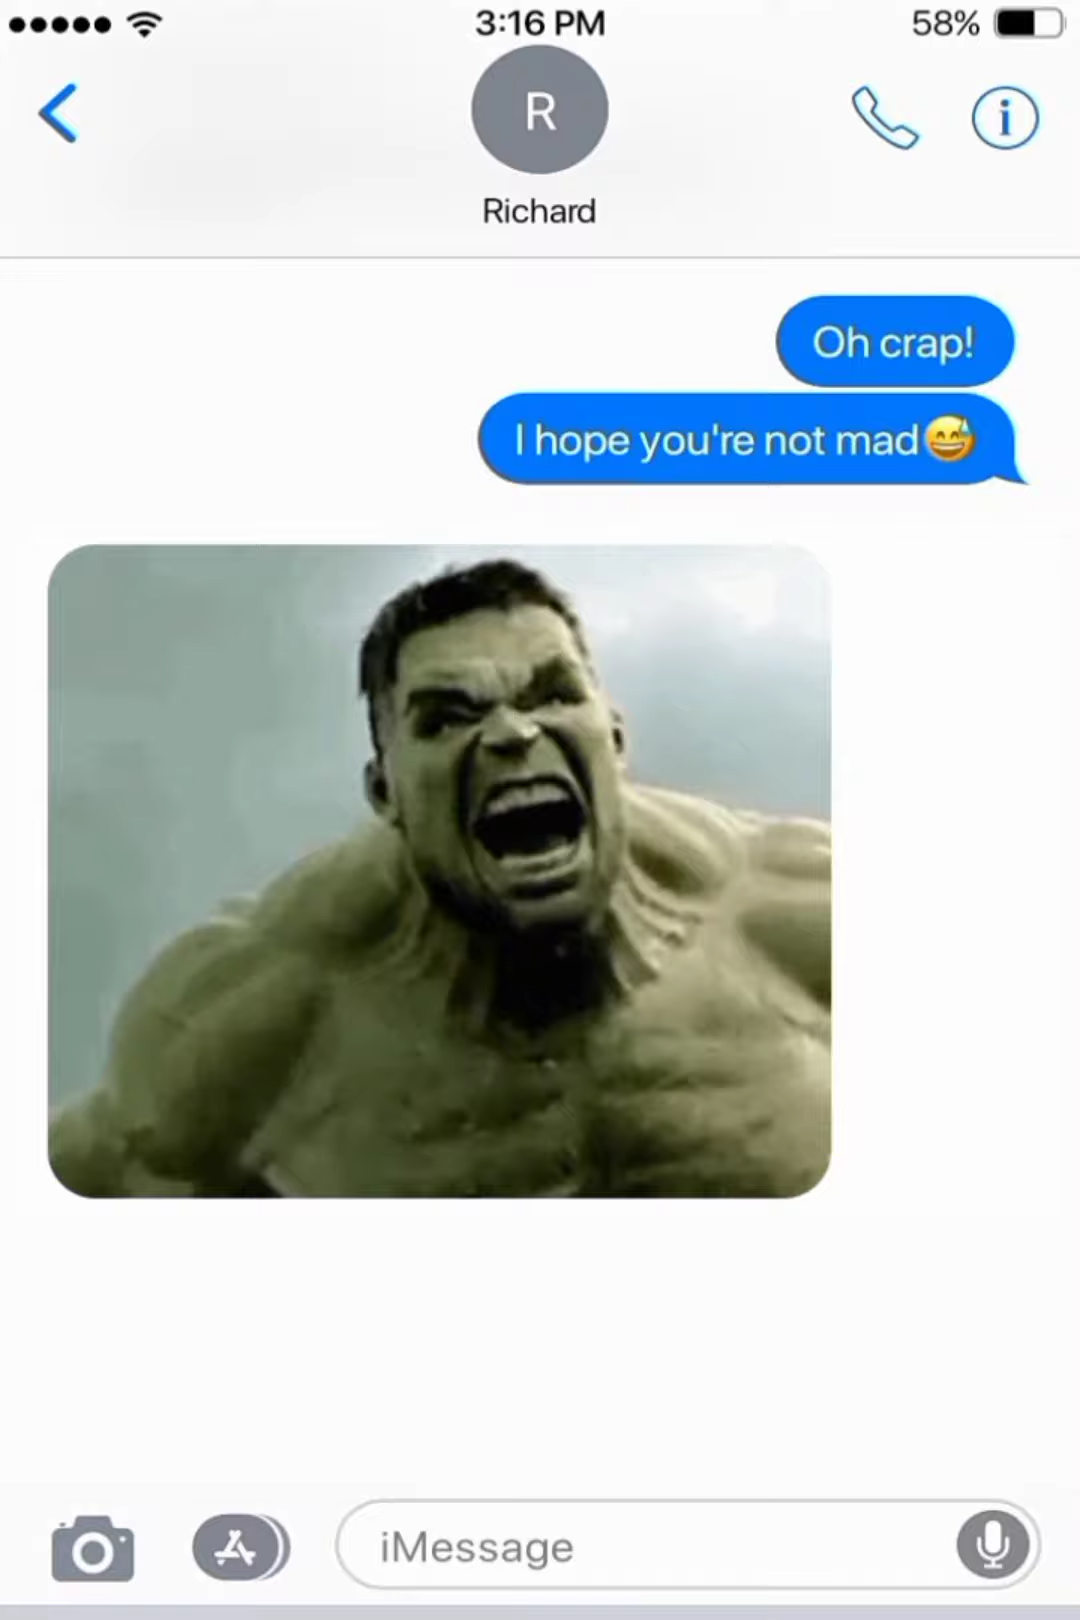 3:16 PM
58%
R
Richard
Oh crap!
I hope you're not mad😅
iMessage